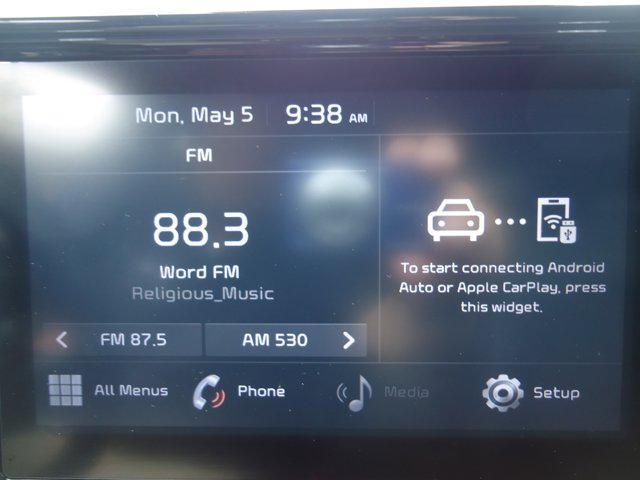 Mon, May 5 9:38 AM
FM
88.3
Word FM
Religious_Music
FM 87.5
AM 530
To start connecting Android
Auto or Apple CarPlay, press
this widget.
All Menus
Phone
Media
Setup